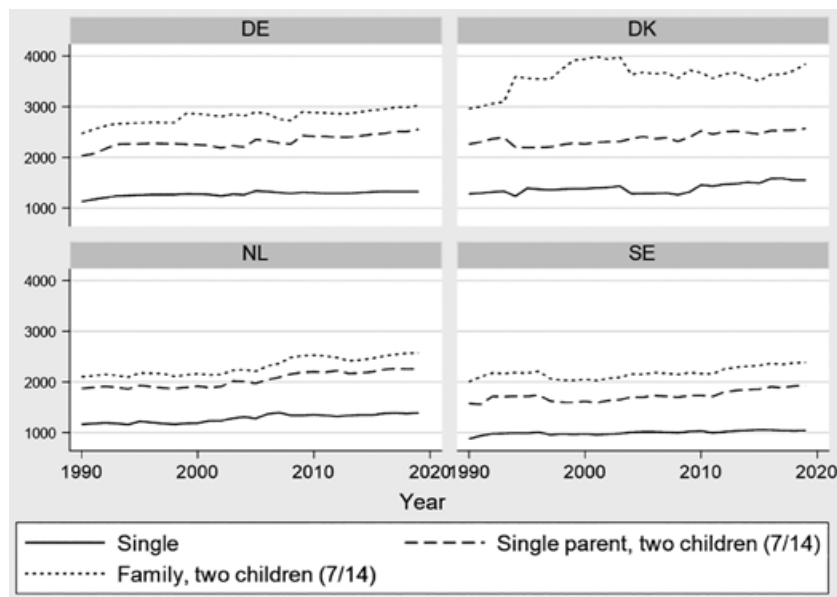 DE DK
4000
3000
2000
1000
NL SE
4000
3000
2000
1000
1990 2000 2010 2020 1990 2000 2010 2020
Year
Single Single parent, two children (7/14)
Family, two children (7/14)